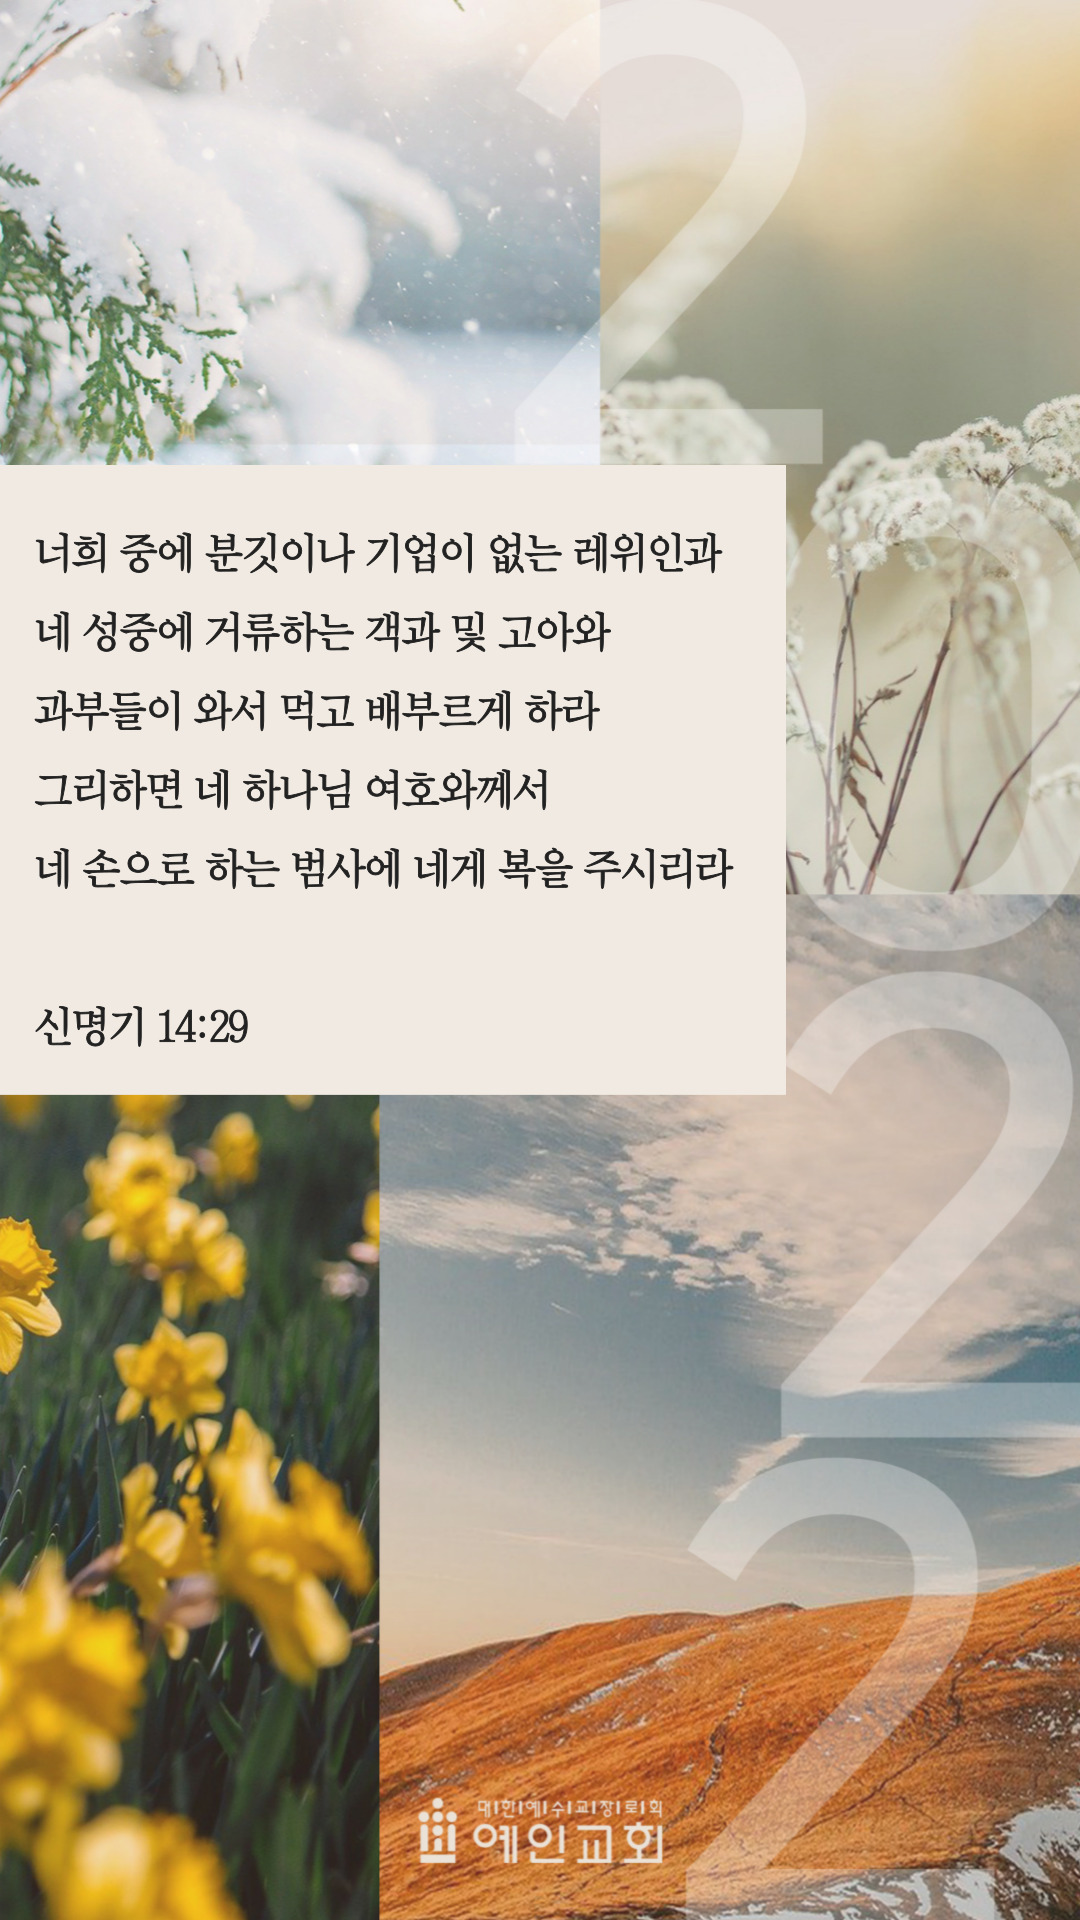 2
0
2
2
너희 중에 분깃이나 기업이 없는 레위인과
네 성중에 거류하는 객과 및 고아와
과부들이 와서 먹고 배부르게 하라
그리하면 네 하나님 여호와께서
네 손으로 하는 범사에 네게 복을 주시리라
신명기 14:29
대한예수교장로회
예인교회